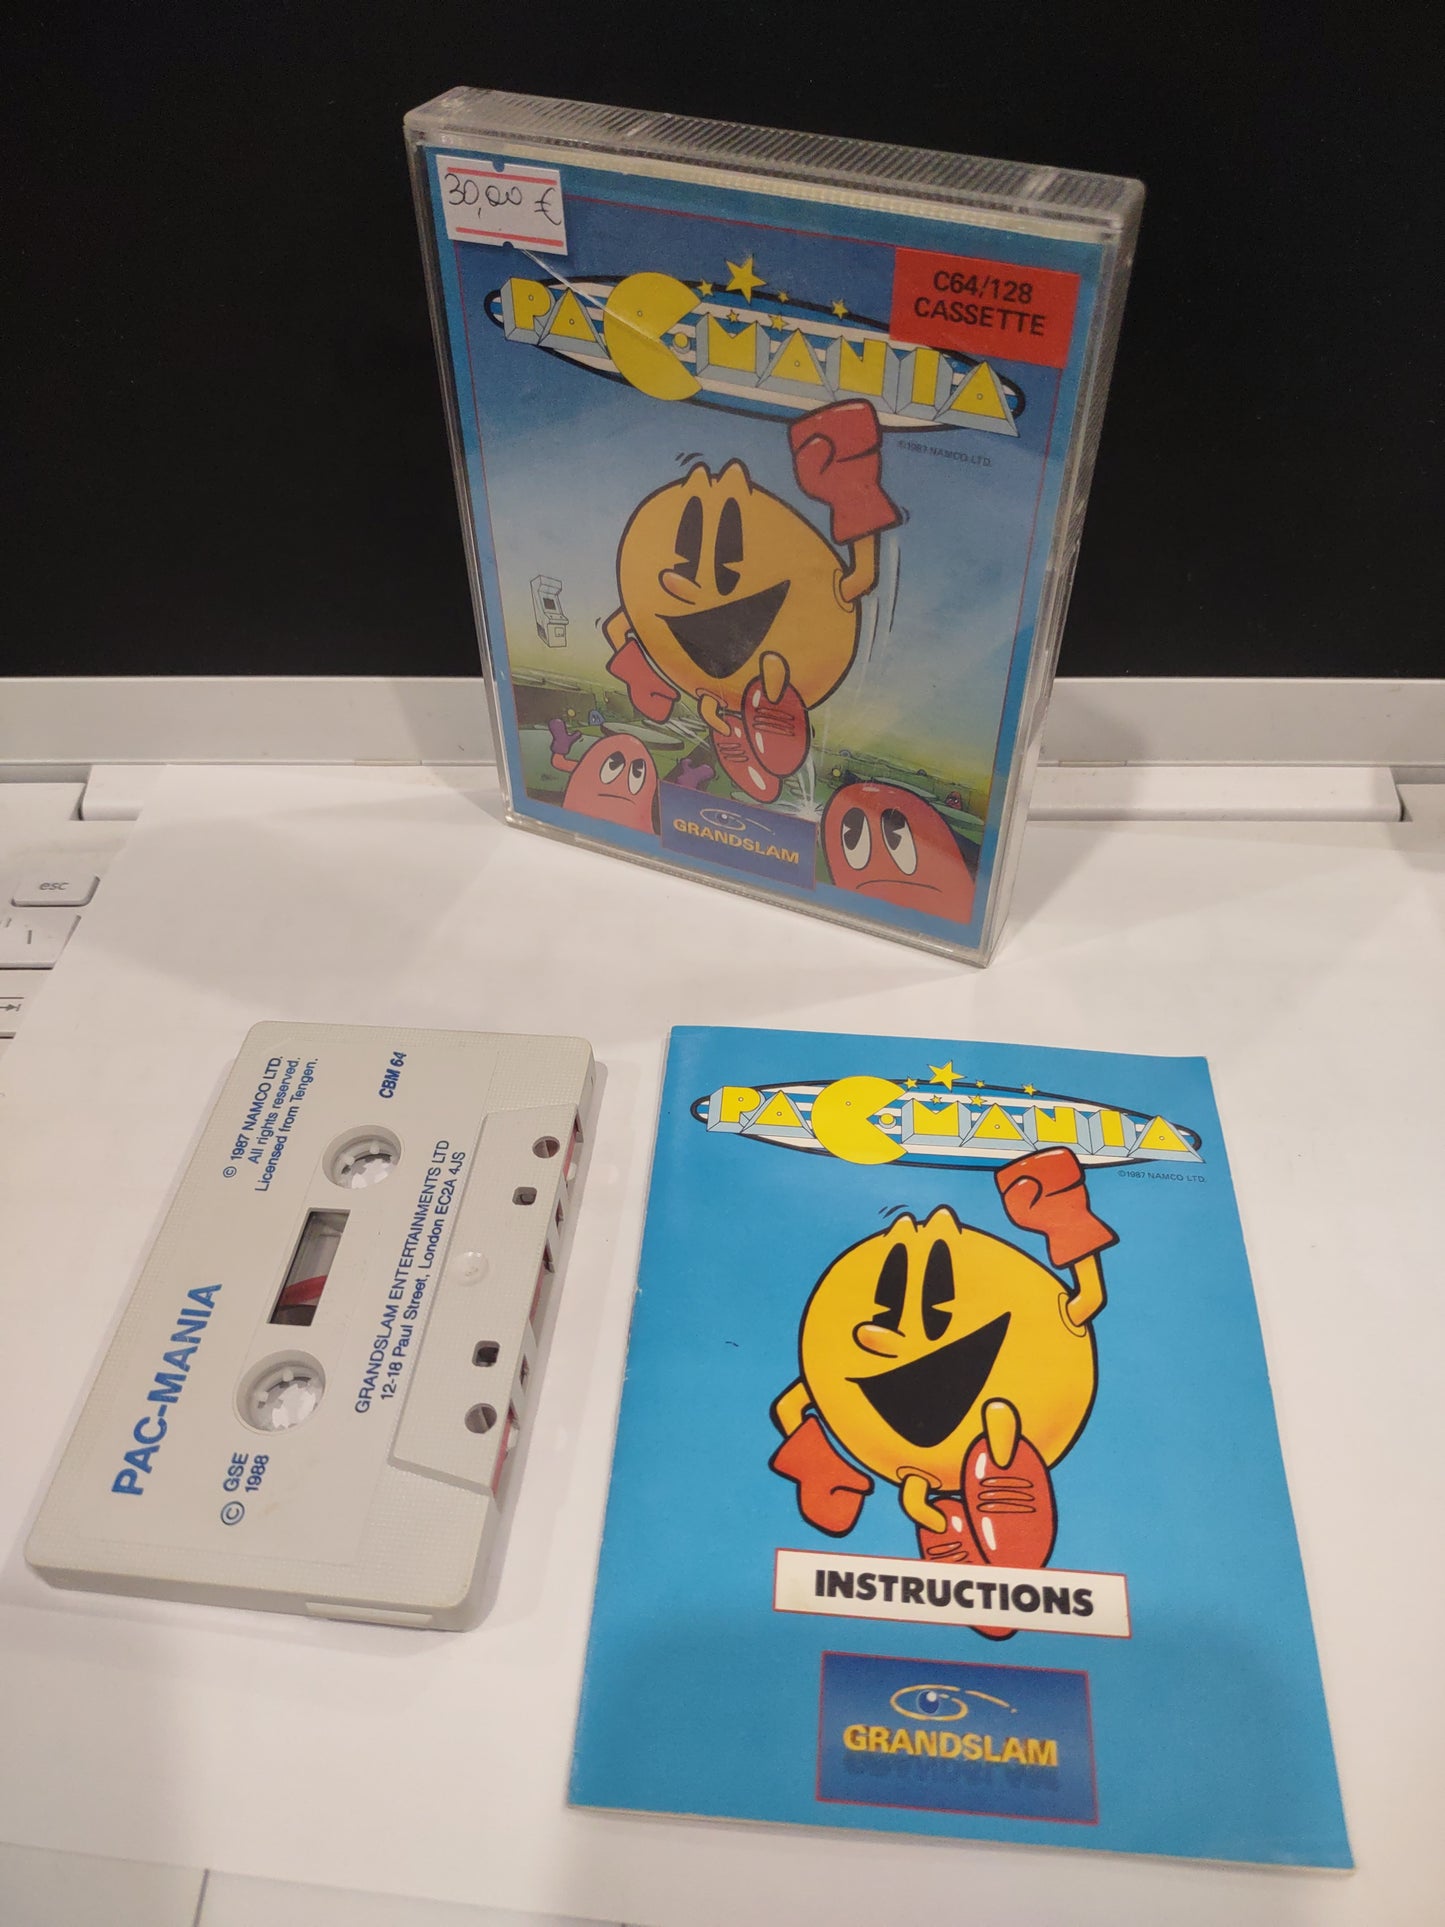 30,00 €
C64/128
CASSETTE
PAC-MANIA
©1987 NAMCO LTD.
GRANDSLAM
esc
© 1987 NAMCO LTD.
All rights reserved.
Licensed from Tengen.
CBM 64
PAC-MANIA
© GSE
1988
GRANDSLAM ENTERTAINMENTS LTD
12-18 Paul Street, London EC2A 4JS
PAC-MANIA
©1987 NAMCO LTD.
INSTRUCTIONS
GRANDSLAM